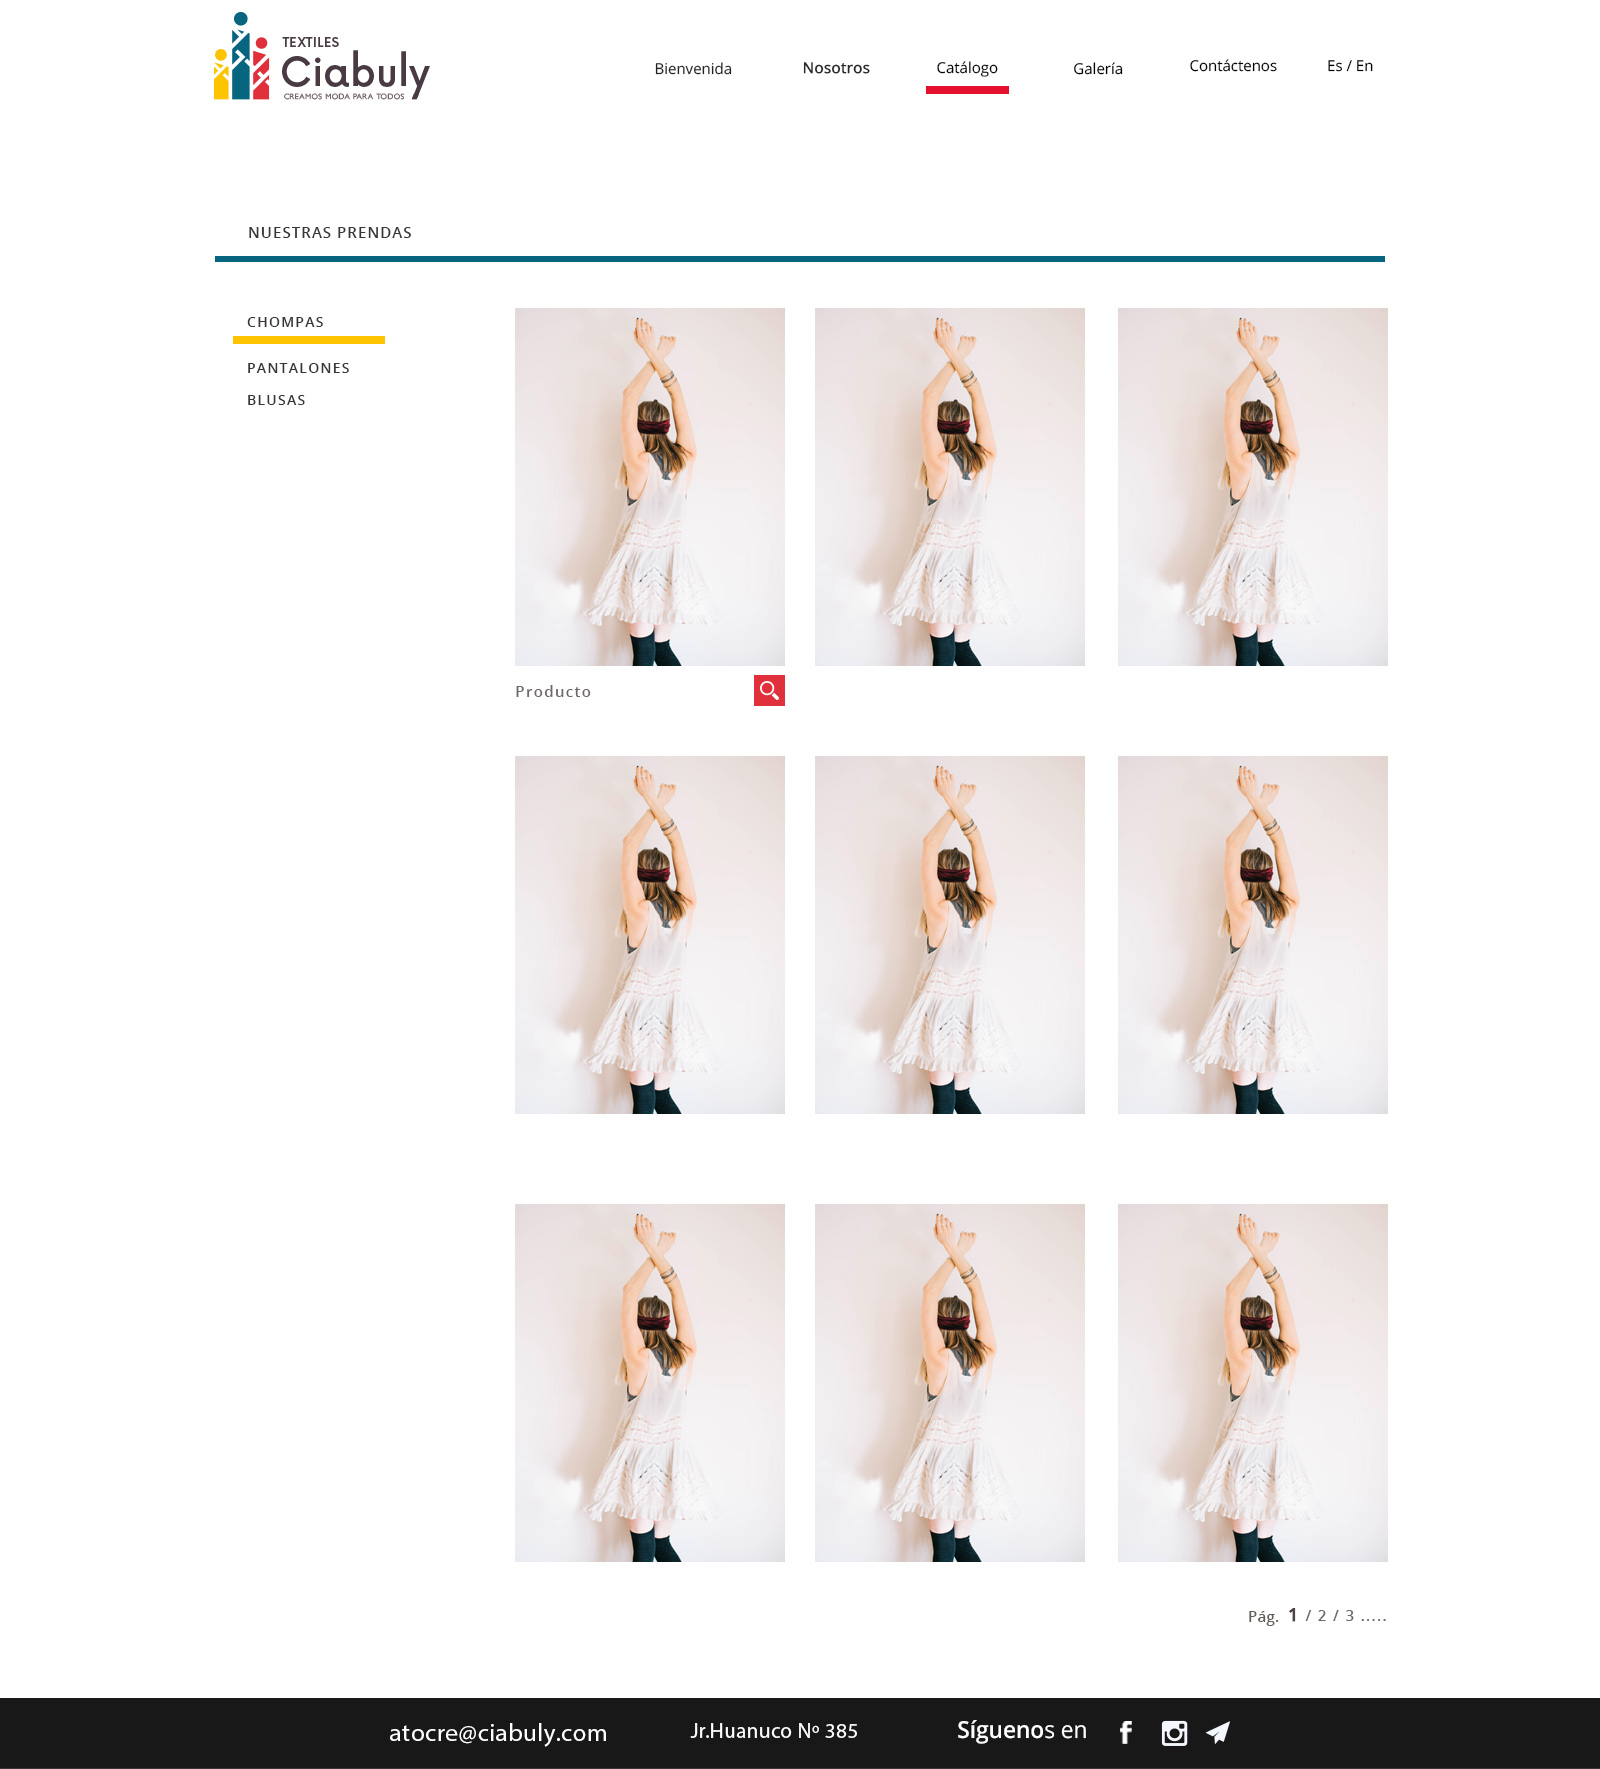 TEXTILES
Ciabuly
CREAMOS MODA PARA TODOS
Bienvenida
Nosotros
Catálogo
Galería
Contáctenos
Es / En
NUESTRAS PRENDAS
CHOMPAS
PANTALONES
BLUSAS
Producto
Pág. 1 / 2 / 3 .....
atocre@ciabuly.com
Jr.Huanuco Nº 385
Síguenos en